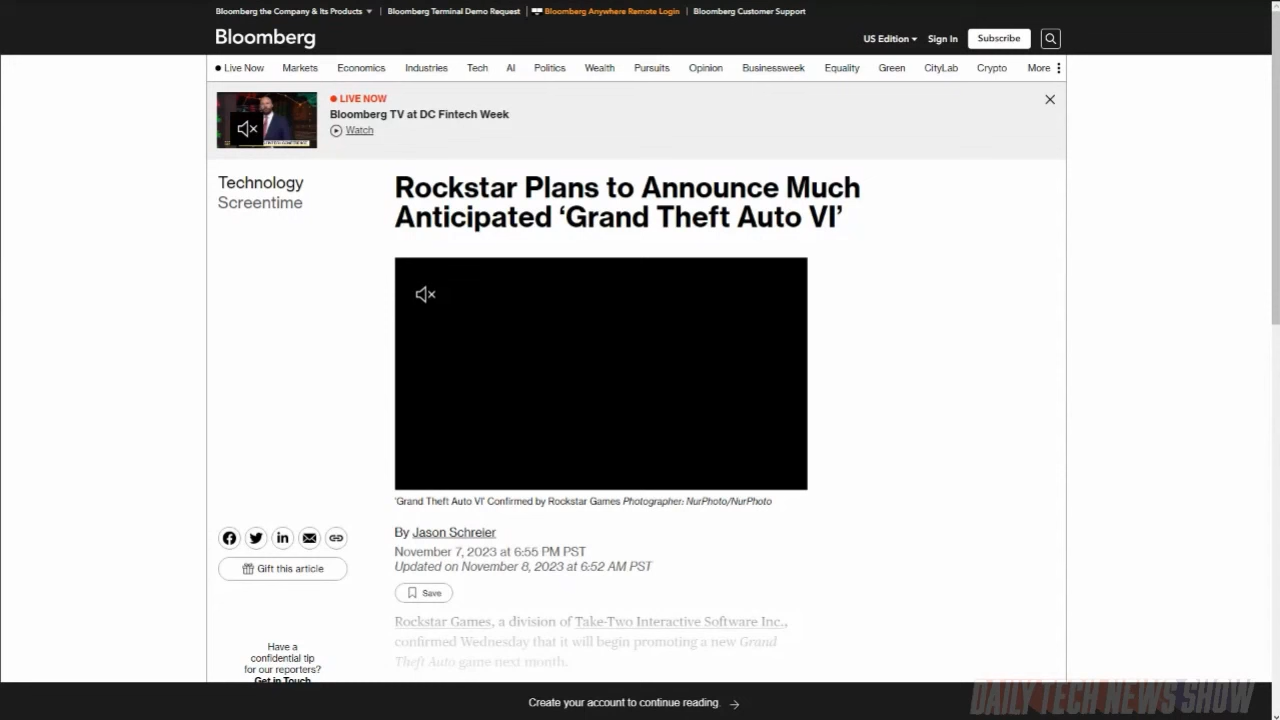 Bloomberg the Company & Its Products
Bloomberg Terminal Demo Request
Bloomberg Anywhere Remote Login
Bloomberg Customer Support
Bloomberg
US Edition
Sign In
Subscribe
Live Now
Markets
Economics
Industries
Tech
AI
Politics
Wealth
Pursuits
Opinion
Businessweek
Equality
Green
CityLab
Crypto
More
LIVE NOW
Bloomberg TV at DC Fintech Week
Watch
Technology
Screentime
Rockstar Plans to Announce Much
Anticipated ‘Grand Theft Auto VI’
'Grand Theft Auto VI' Confirmed by Rockstar Games Photographer: NurPhoto/NurPhoto
By Jason Schreier
November 7, 2023 at 6:55 PM PST
Updated on November 8, 2023 at 6:52 AM PST
Save
Gift this article
Rockstar Games, a division of Take-Two Interactive Software Inc.,
confirmed Wednesday that it will begin promoting a new Grand
Theft Auto game next month.
Have a
confidential tip
for our reporters?
Get in Touch
Create your account to continue reading.
DAILY TECH NEWS SHOW